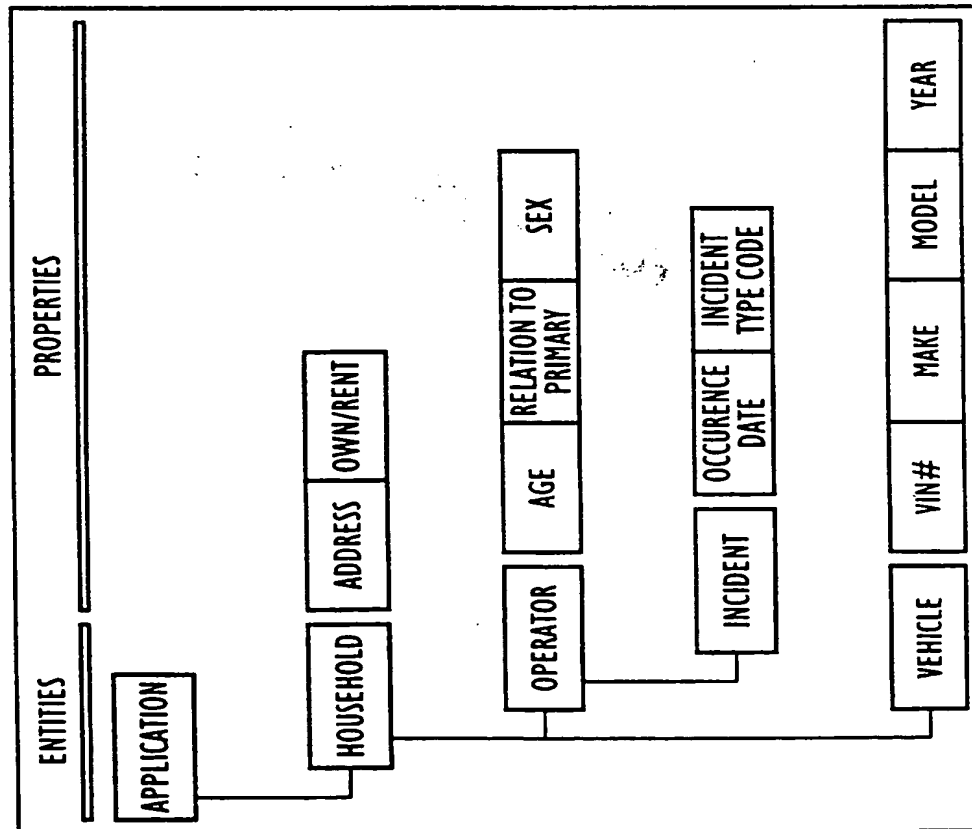 ENTITIES
PROPERTIES
APPLICATION
HOUSEHOLD
ADDRESS
OWN/RENT
OPERATOR
AGE
RELATION TO
PRIMARY
SEX
INCIDENT
OCCURENCE
DATE
INCIDENT
TYPE CODE
VEHICLE
VIN#
MAKE
MODEL
YEAR